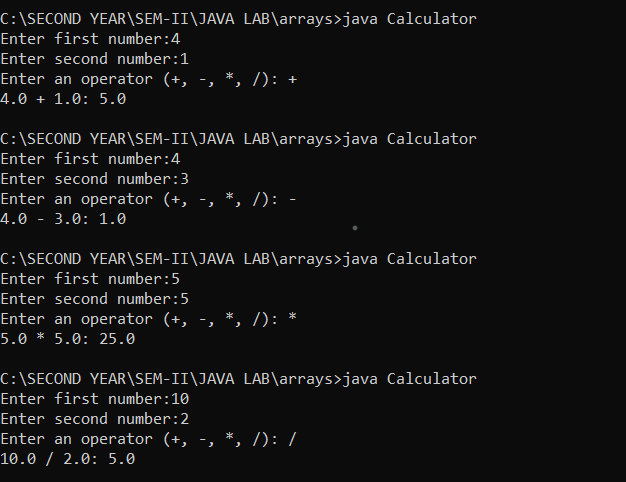 C:\SECOND YEAR\SEM-II\JAVA LAB\arrays>java Calculator
Enter first number:4
Enter second number:1
Enter an operator (+, -, *, /): +
4.0 + 1.0: 5.0
C:\SECOND YEAR\SEM-II\JAVA LAB\arrays>java Calculator
Enter first number:4
Enter second number:3
Enter an operator (+, -, *, /): -
4.0 - 3.0: 1.0
C:\SECOND YEAR\SEM-II\JAVA LAB\arrays>java Calculator
Enter first number:5
Enter second number:5
Enter an operator (+, -, *, /): *
5.0 * 5.0: 25.0
C:\SECOND YEAR\SEM-II\JAVA LAB\arrays>java Calculator
Enter first number:10
Enter second number:2
Enter an operator (+, -, *, /): /
10.0 / 2.0: 5.0